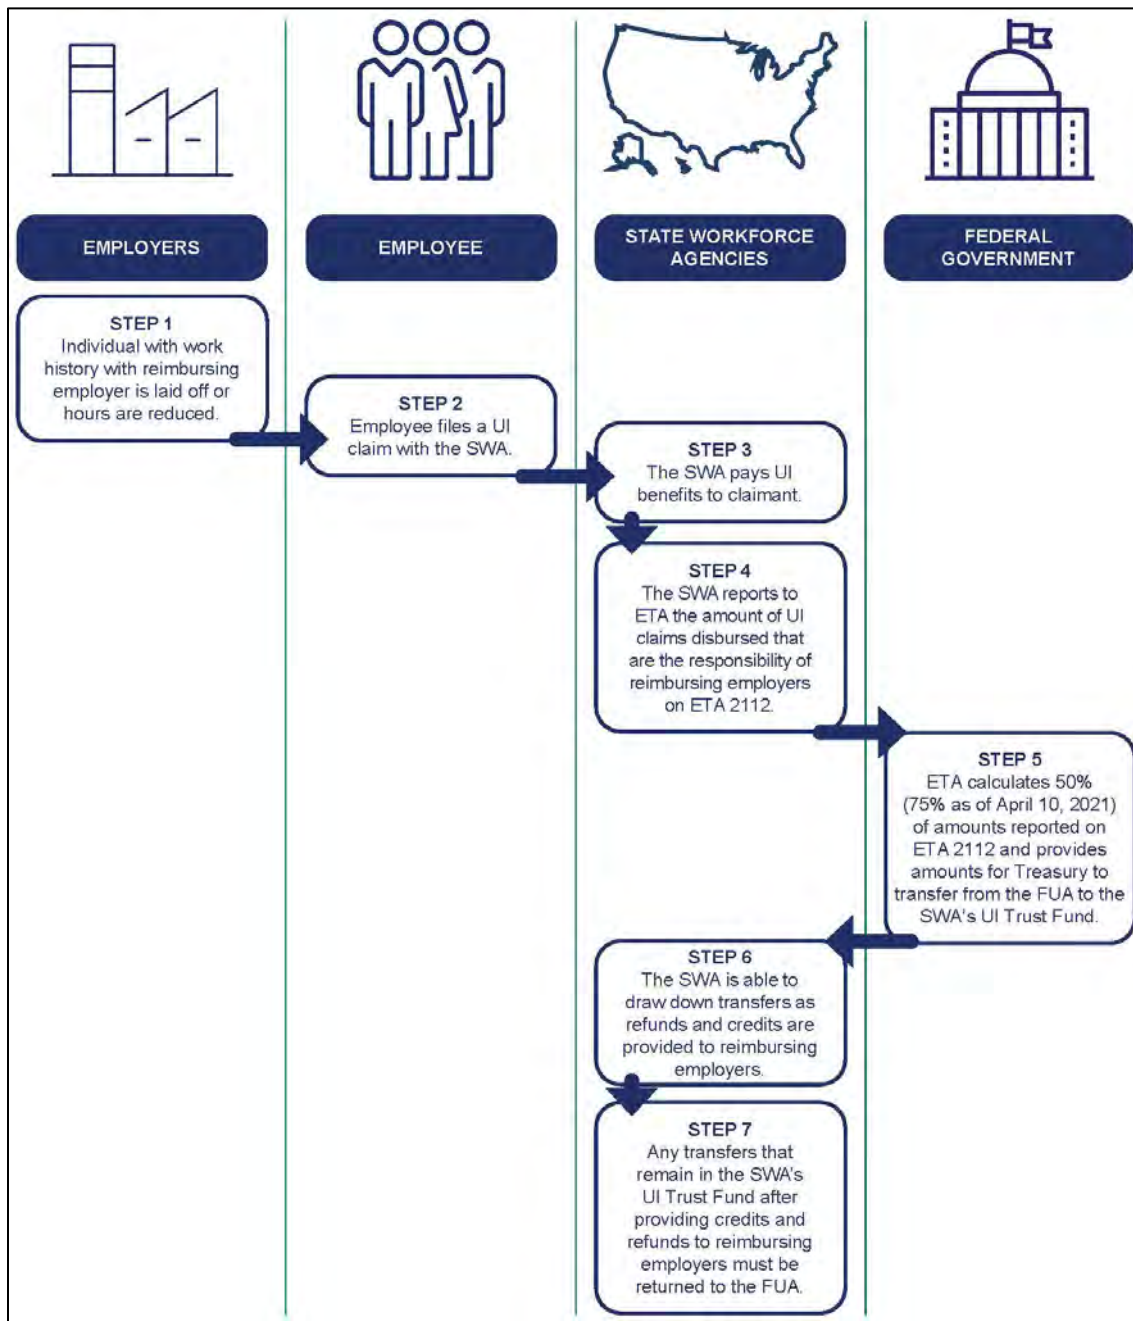 EMPLOYERS
EMPLOYEE
STATE WORKFORCE
AGENCIES
FEDERAL
GOVERNMENT
STEP 1
Individual with work
history with reimbursing
employer is laid off or
hours are reduced.
STEP 2
Employee files a UI
claim with the SWA.
STEP 3
The SWA pays UI
benefits to claimant.
STEP 4
The SWA reports to
ETA the amount of UI
claims disbursed that
are the responsibility of
reimbursing employers
on ETA 2112.
STEP 5
ETA calculates 50%
(75% as of April 10, 2021)
of amounts reported on
ETA 2112 and provides
amounts for Treasury to
transfer from the FUA to the
SWA's UI Trust Fund.
STEP 6
The SWA is able to
draw down transfers as
refunds and credits are
provided to reimbursing
employers.
STEP 7
Any transfers that
remain in the SWA's
UI Trust Fund after
providing credits and
refunds to reimbursing
employers must be
returned to the FUA.